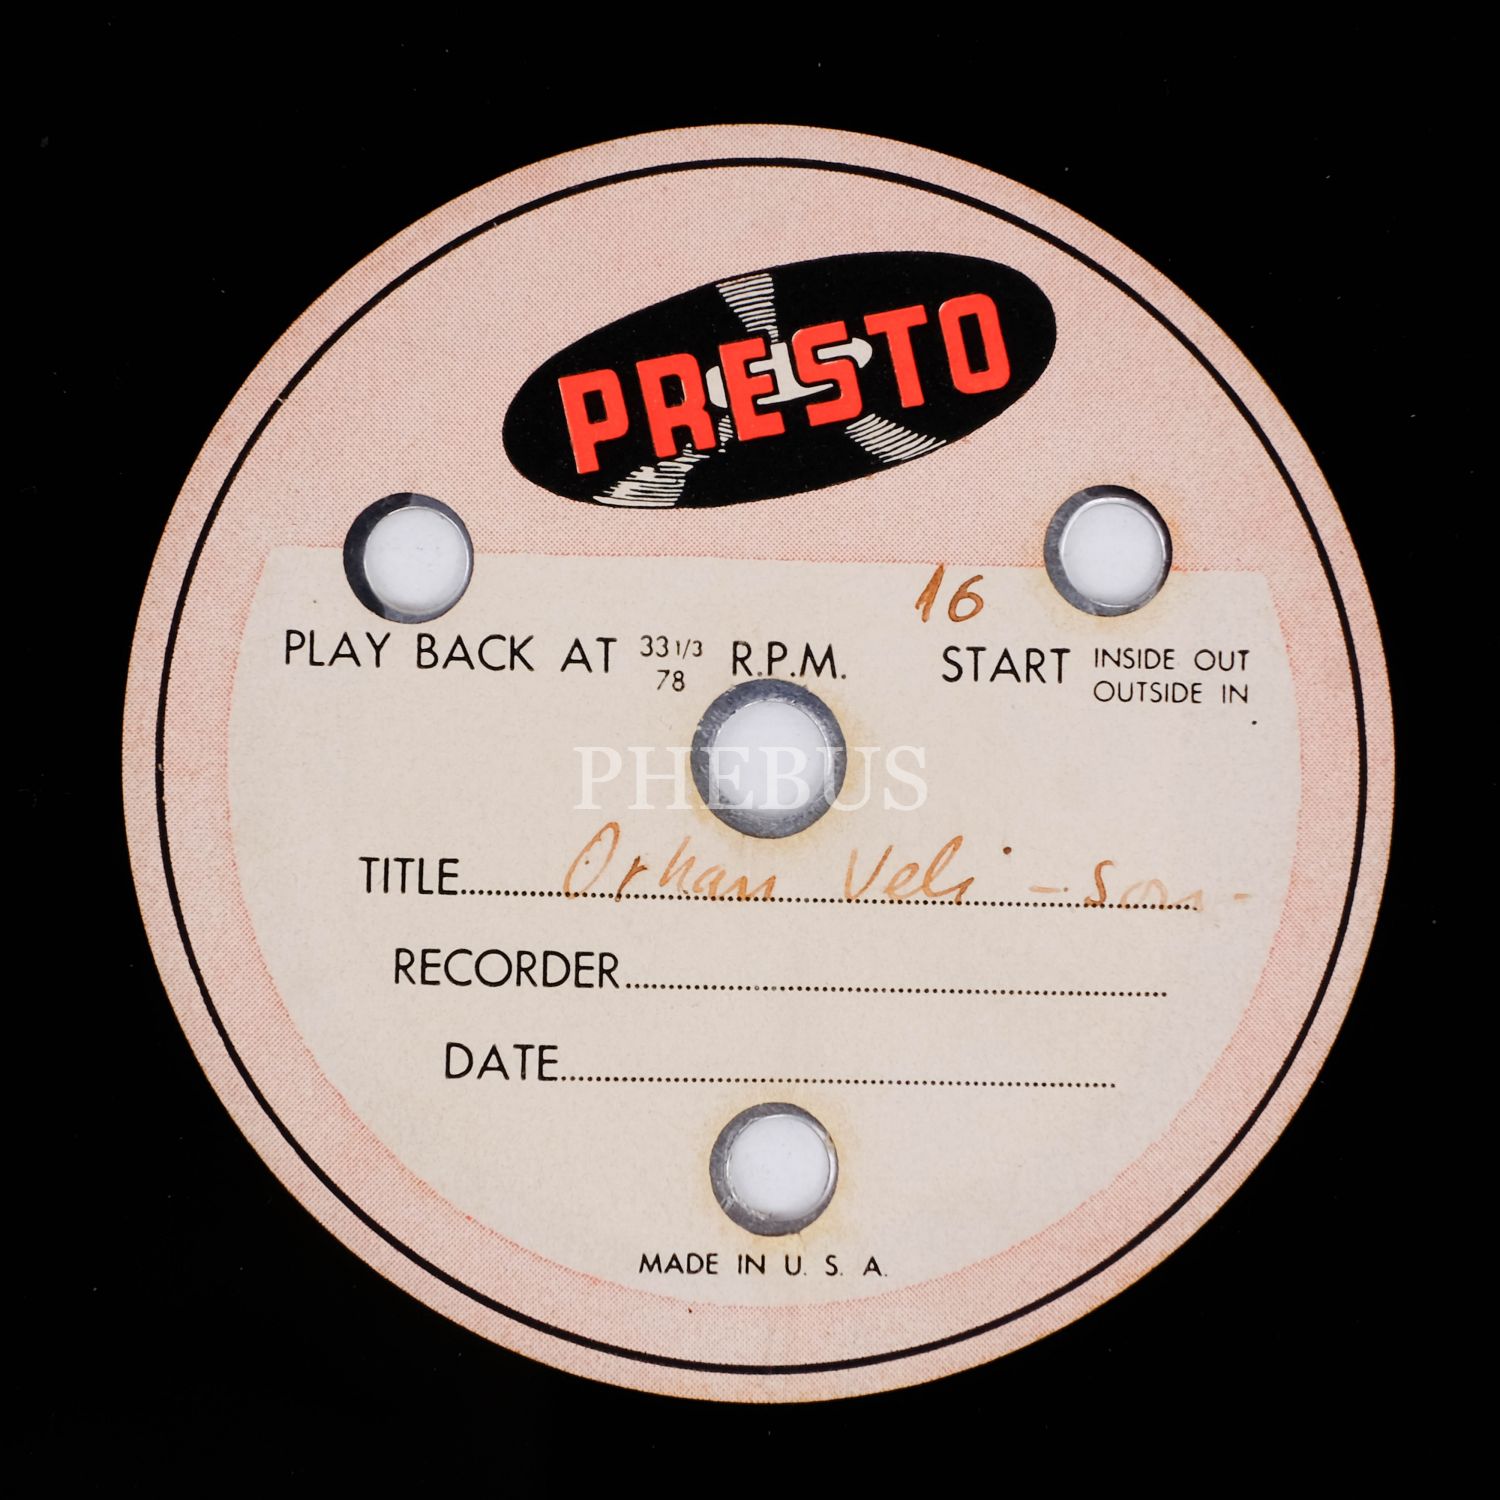 PRESTO
16
PLAY BACK AT 33 1/3 78 R.P.M. START INSIDE OUT OUTSIDE IN
PHEBUS
TITLE Orhan Veli - Son -
RECORDER
DATE
MADE IN U. S. A.